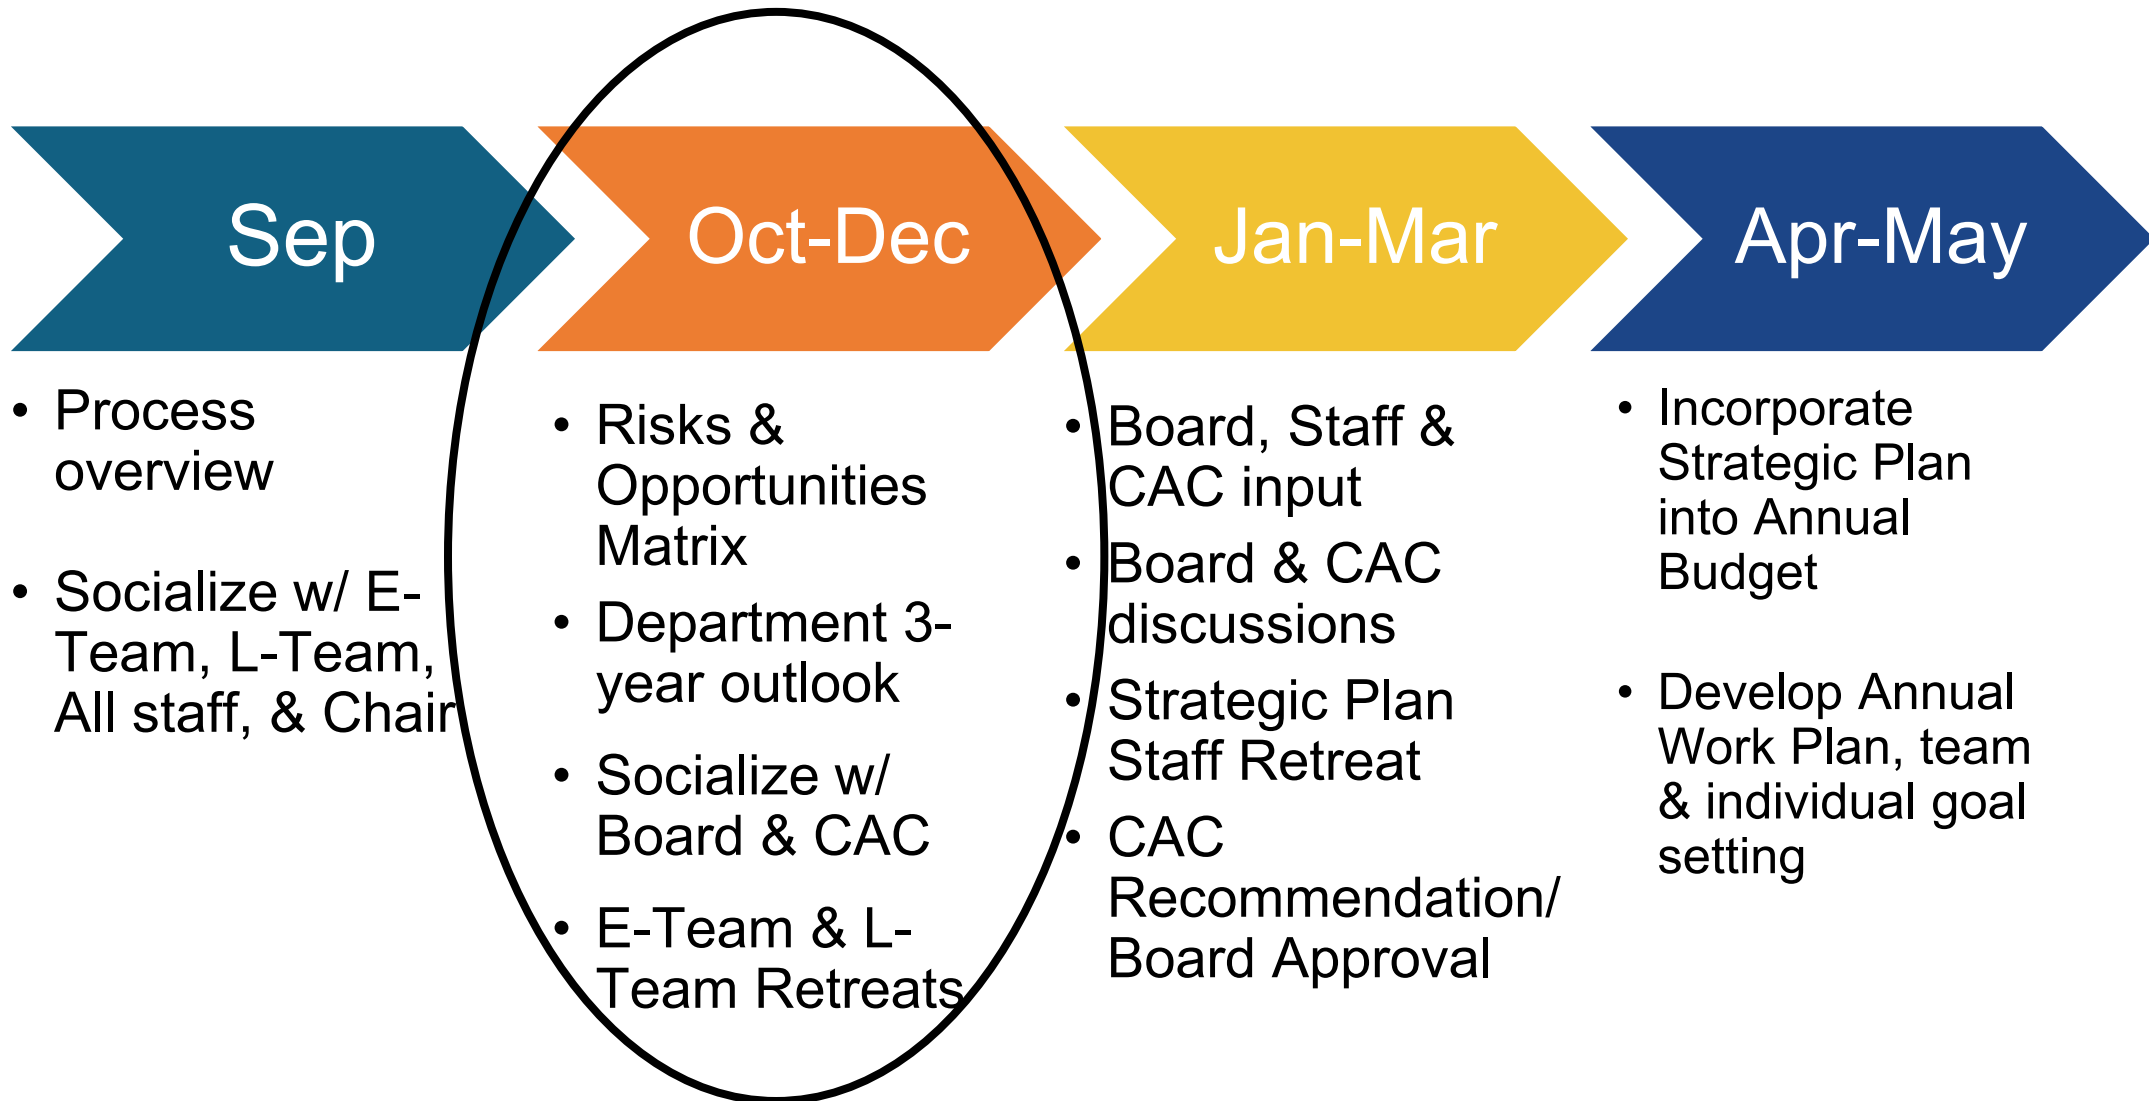 Sep
• Process
overview
• Socialize w/ E-
Team, L-Team,
All staff, & Chair
Oct-Dec
• Risks &
Opportunities
Matrix
• Department 3-
year outlook
• Socialize w/
Board & CAC
• E-Team & L-
Team Retreats
Jan-Mar
• Board, Staff &
CAC input
• Board & CAC
discussions
• Strategic Plan
Staff Retreat
• CAC
Recommendation/
Board Approval
Apr-May
• Incorporate
Strategic Plan
into Annual
Budget
• Develop Annual
Work Plan, team
& individual goal
setting